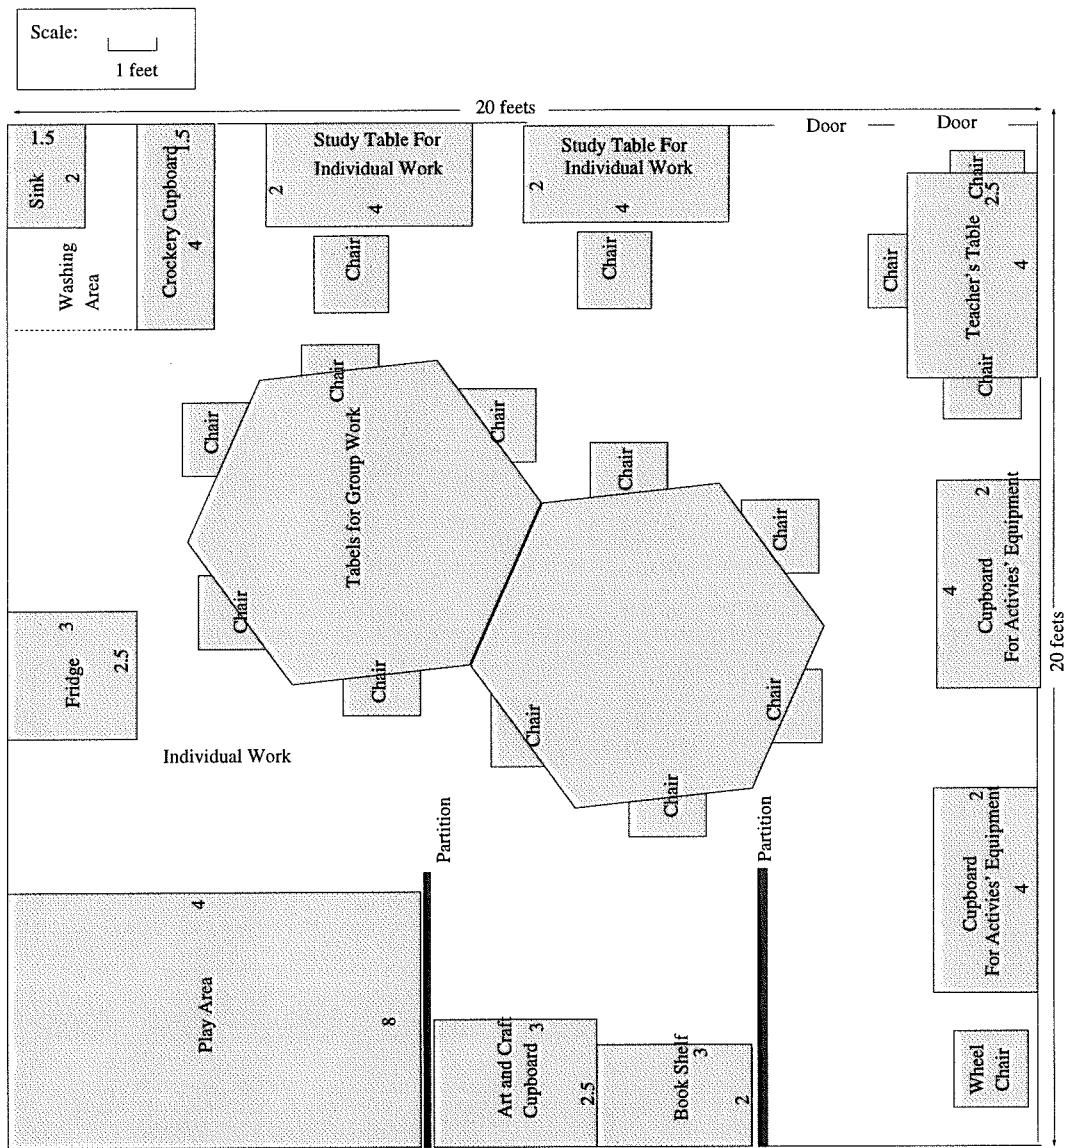 Scale:
1 feet
20 feets
Door
Door
1.5
Sink
2
Washing
Area
1.5
Crockery Cupboard
4
Study Table For
Individual Work
2
4
Study Table For
Individual Work
2
4
Chair
Chair
Chair
Chair
2.5
Teacher's Table
4
Chair
Chair
Chair
Chair
Chair
Tabels for Group Work
Chair
Chair
Chair
Chair
Chair
Chair
Chair
2
4
Cupboard
For Activies' Equipment
20 feets
3
Fridge
2.5
Individual Work
Partition
Partition
2
Cupboard
For Activies' Equipment
4
4
Play Area
8
Art and Craft
Cupboard
3
2.5
Book Shelf
3
2
Wheel
Chair